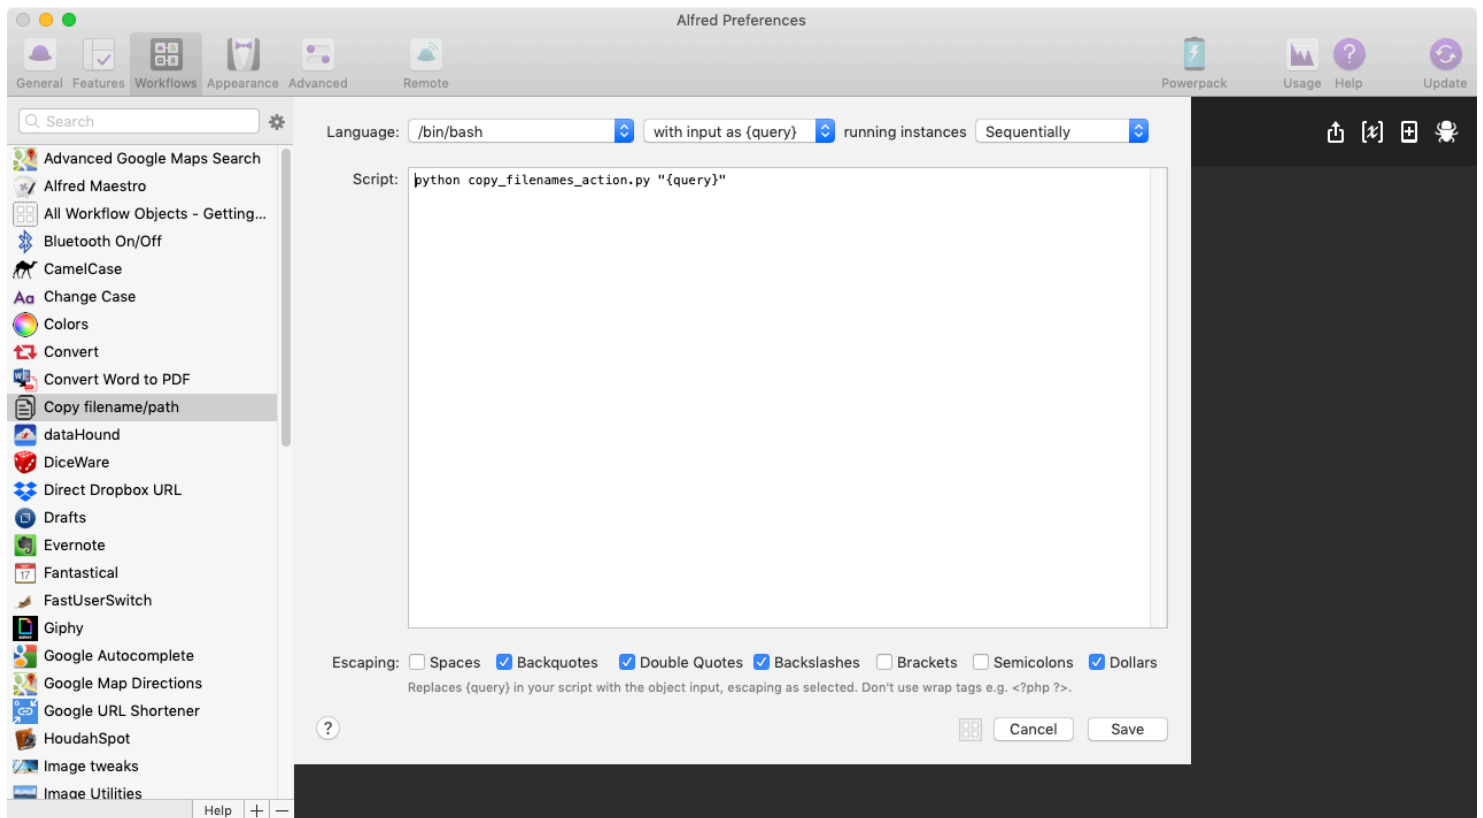 Alfred Preferences
General Features Workflows Appearance Advanced Remote Powerpack Usage Help Update
Search
Advanced Google Maps Search
Alfred Maestro
All Workflow Objects - Getting...
Bluetooth On/Off
CamelCase
Aa Change Case
Colors
Convert
Convert Word to PDF
Copy filename/path
dataHound
DiceWare
Direct Dropbox URL
Drafts
Evernote
17 Fantastical
FastUserSwitch
GIPHY Giphy
Google Autocomplete
Google Map Directions
Google URL Shortener
HoudahSpot
Image tweaks
Image Utilities
Help + −
Language: /bin/bash with input as {query} running instances Sequentially
Script: python copy_filenames_action.py "{query}"
Escaping: Spaces Backquotes Double Quotes Backslashes Brackets Semicolons Dollars
Replaces {query} in your script with the object input, escaping as selected. Don't use wrap tags e.g. <?php ?>.
? Cancel Save
[x]